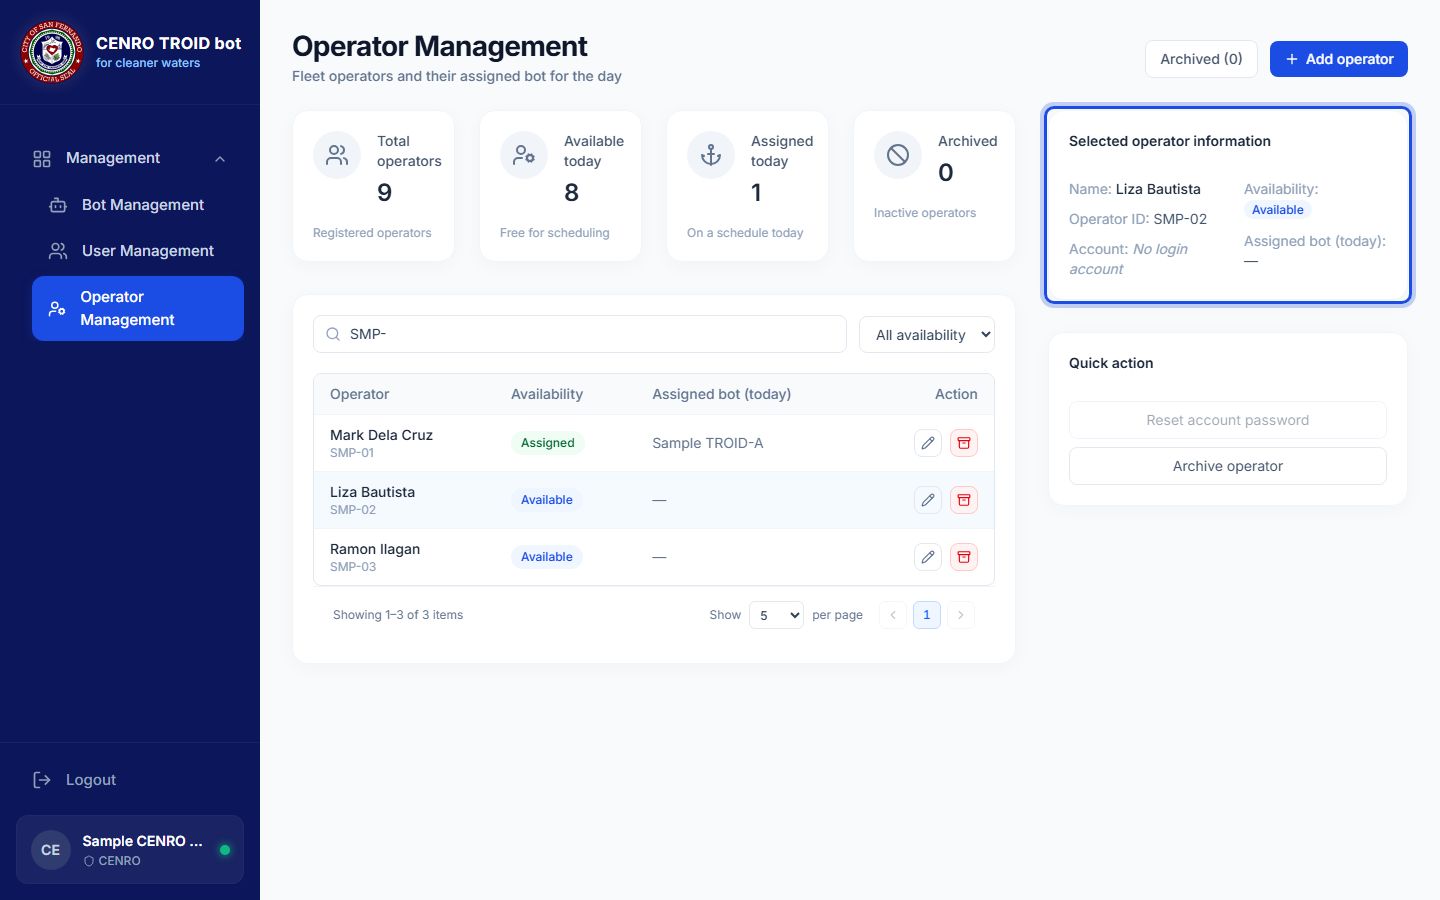 CITY OF SAN FERNANDO
OFFICIAL SEAL
CENRO TROID bot
for cleaner waters
Management
Bot Management
User Management
Operator
Management
Logout
CE
Sample CENRO ...
CENRO
Operator Management
Fleet operators and their assigned bot for the day
Archived (0)
+ Add operator
Total
operators
9
Registered operators
Available
today
8
Free for scheduling
Assigned
today
1
On a schedule today
Archived
0
Inactive operators
SMP-
All availability
Operator Availability Assigned bot (today) Action
Mark Dela Cruz
SMP-01
Assigned
Sample TROID-A
Liza Bautista
SMP-02
Available
—
Ramon Ilagan
SMP-03
Available
—
Showing 1–3 of 3 items
Show 5 per page
1
Selected operator information
Name: Liza Bautista
Operator ID: SMP-02
Account: No login
account
Availability:
Available
Assigned bot (today):
—
Quick action
Reset account password
Archive operator